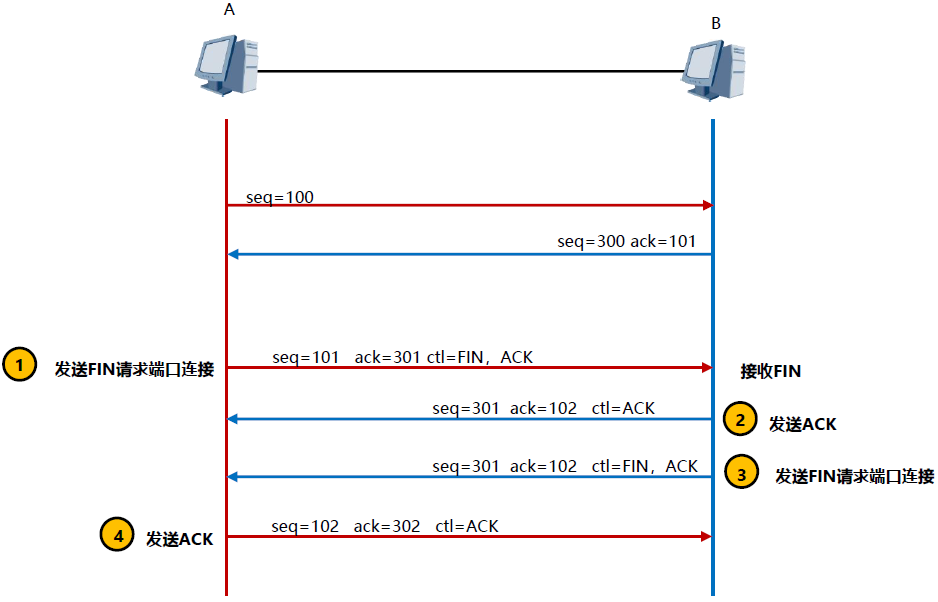 A
B
seq=100
seq=300 ack=101
1 发送FIN请求端口连接
seq=101 ack=301 ctl=FIN，ACK
接收FIN
seq=301 ack=102 ctl=ACK
2 发送ACK
seq=301 ack=102 ctl=FIN，ACK
3 发送FIN请求端口连接
4 发送ACK
seq=102 ack=302 ctl=ACK